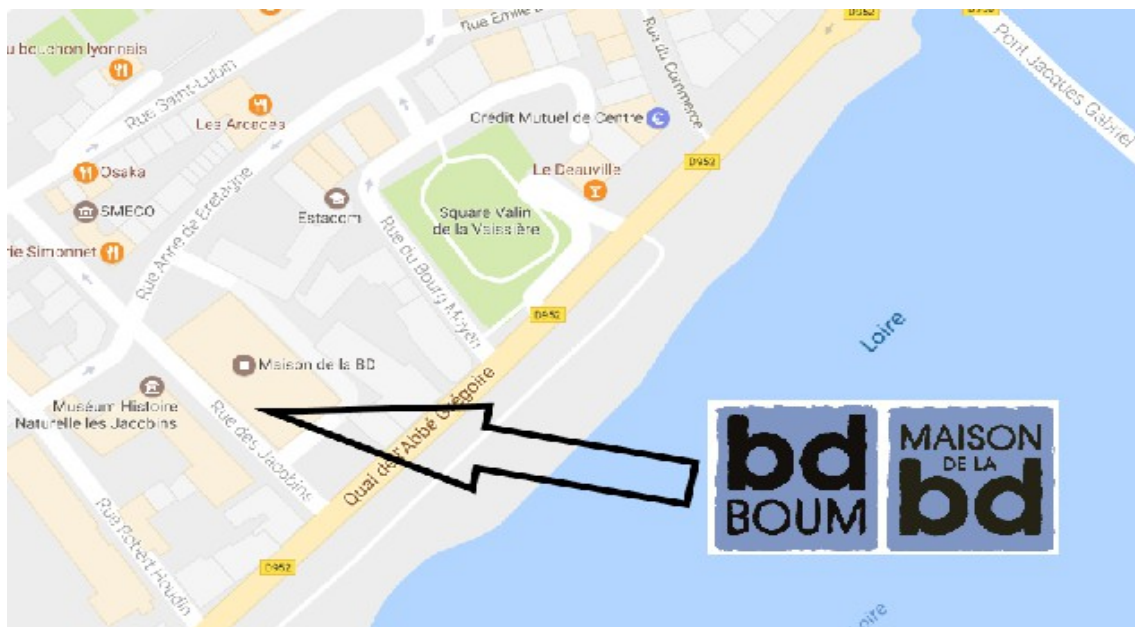 D952
u bouchon lyonnais
Rue Saint-Lubin
Rue Emile
Rue du Commerce
Pont Jacques Gabriel
Les Arcades
Crédit Mutuel de Centre
D952
Osaka
Le Deauville
SMECO
Estacom
Square Valin
de la Vaissière
rie Simonnet
Rue Anne de Bretagne
Rue du Bourg Moyen
D952
Loire
Maison de la BD
Muséum Histoire
Naturelle les Jacobins
Rue des Jacobins
Quai de l'Abbé Grégoire
bd
BOUM
MAISON
DE LA
bd
Rue Robert Houdin
D952
oire